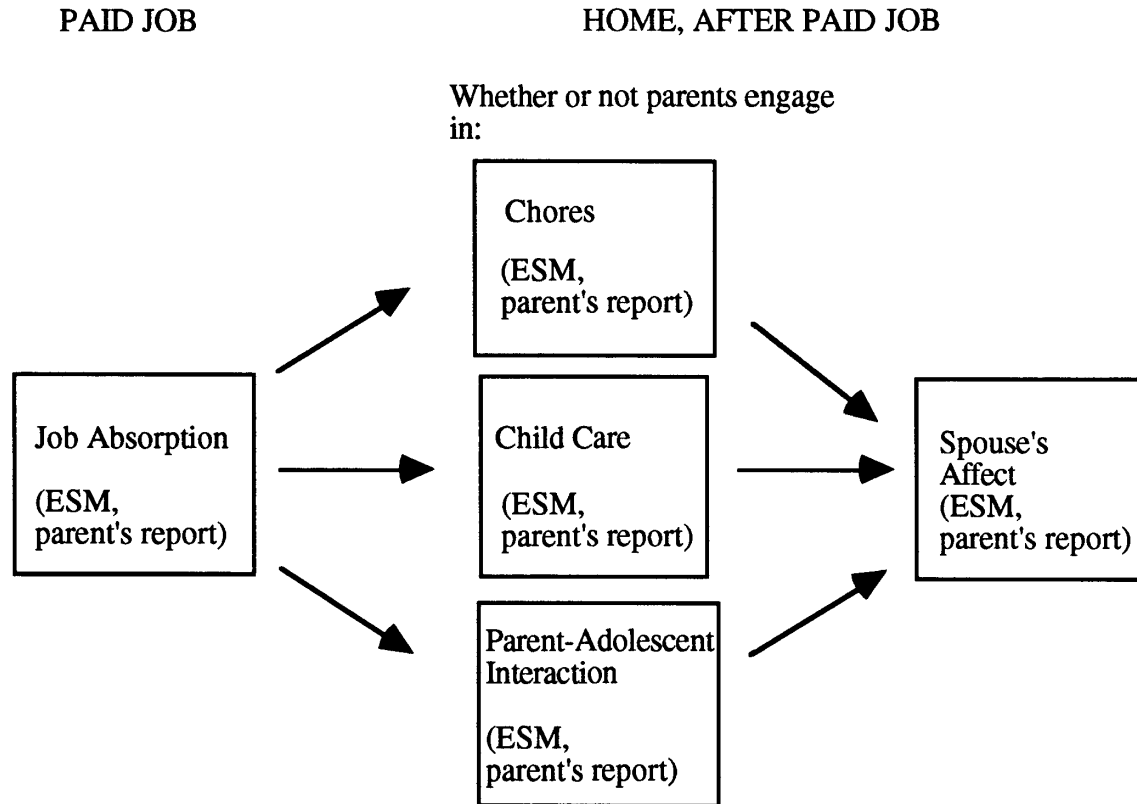 PAID JOB
HOME, AFTER PAID JOB
Whether or not parents engage
in:
Chores
(ESM,
parent's report)
Job Absorption
(ESM,
parent's report)
Child Care
(ESM,
parent's report)
Spouse's
Affect
(ESM,
parent's report)
Parent-Adolescent
Interaction
(ESM,
parent's report)